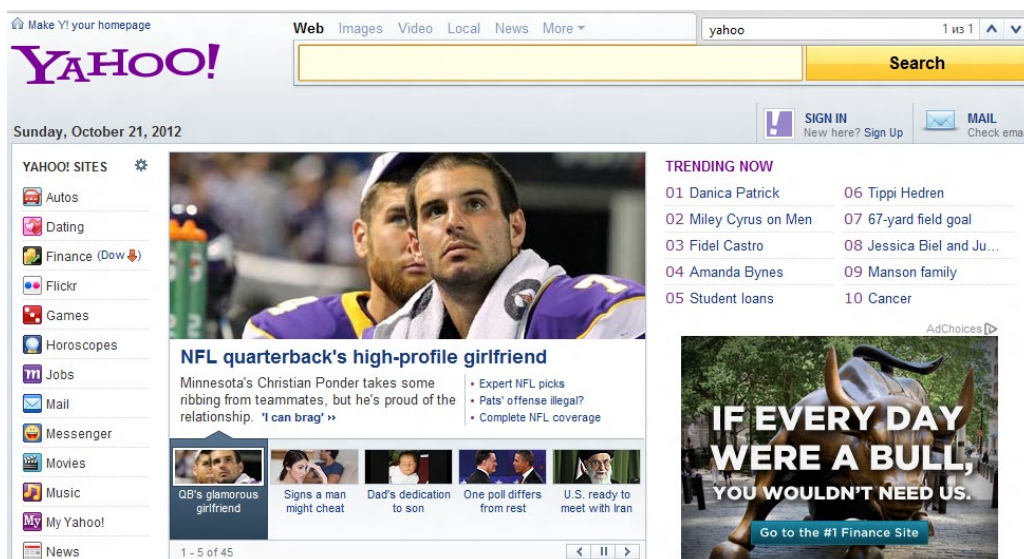 Make Y! your homepage
Web Images Video Local News More
yahoo 1 из 1
YAHOO!
Search
Sunday, October 21, 2012
SIGN IN
New here? Sign Up
MAIL
Check ema
YAHOO! SITES
Autos
Dating
Finance (Dow )
Flickr
Games
Horoscopes
Jobs
Mail
Messenger
Movies
Music
My Yahoo!
News
NFL quarterback's high-profile girlfriend
Minnesota's Christian Ponder takes some
ribbing from teammates, but he's proud of the
relationship. 'I can brag' ››
• Expert NFL picks
• Pats' offense illegal?
• Complete NFL coverage
QB's glamorous
girlfriend
Signs a man
might cheat
Dad's dedication
to son
One poll differs
from rest
U.S. ready to
meet with Iran
1 - 5 of 45
TRENDING NOW
01 Danica Patrick
02 Miley Cyrus on Men
03 Fidel Castro
04 Amanda Bynes
05 Student loans
06 Tippi Hedren
07 67-yard field goal
08 Jessica Biel and Ju...
09 Manson family
10 Cancer
AdChoices
IF EVERY DAY
WERE A BULL,
YOU WOULDN'T NEED US.
Go to the #1 Finance Site